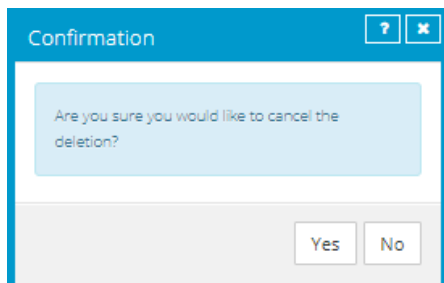 Confirmation ? ×
Are you sure you would like to cancel the
deletion?
Yes No